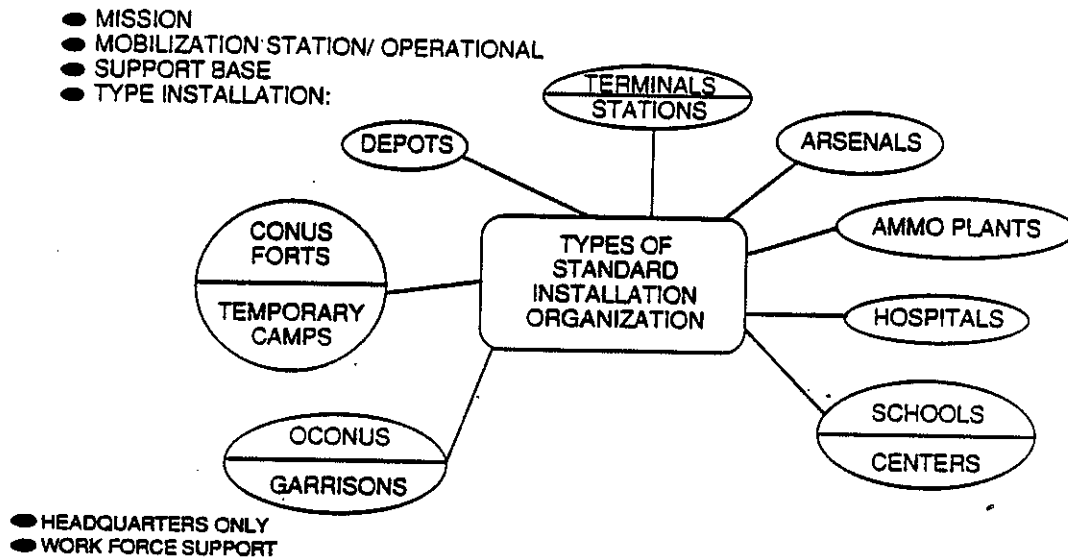 ● MISSION
● MOBILIZATION STATION/ OPERATIONAL
● SUPPORT BASE
● TYPE INSTALLATION:
TERMINALS
STATIONS
DEPOTS
ARSENALS
CONUS
FORTS
TEMPORARY
CAMPS
TYPES OF
STANDARD
INSTALLATION
ORGANIZATION
AMMO PLANTS
HOSPITALS
SCHOOLS
CENTERS
OCONUS
GARRISONS
● HEADQUARTERS ONLY
● WORK FORCE SUPPORT